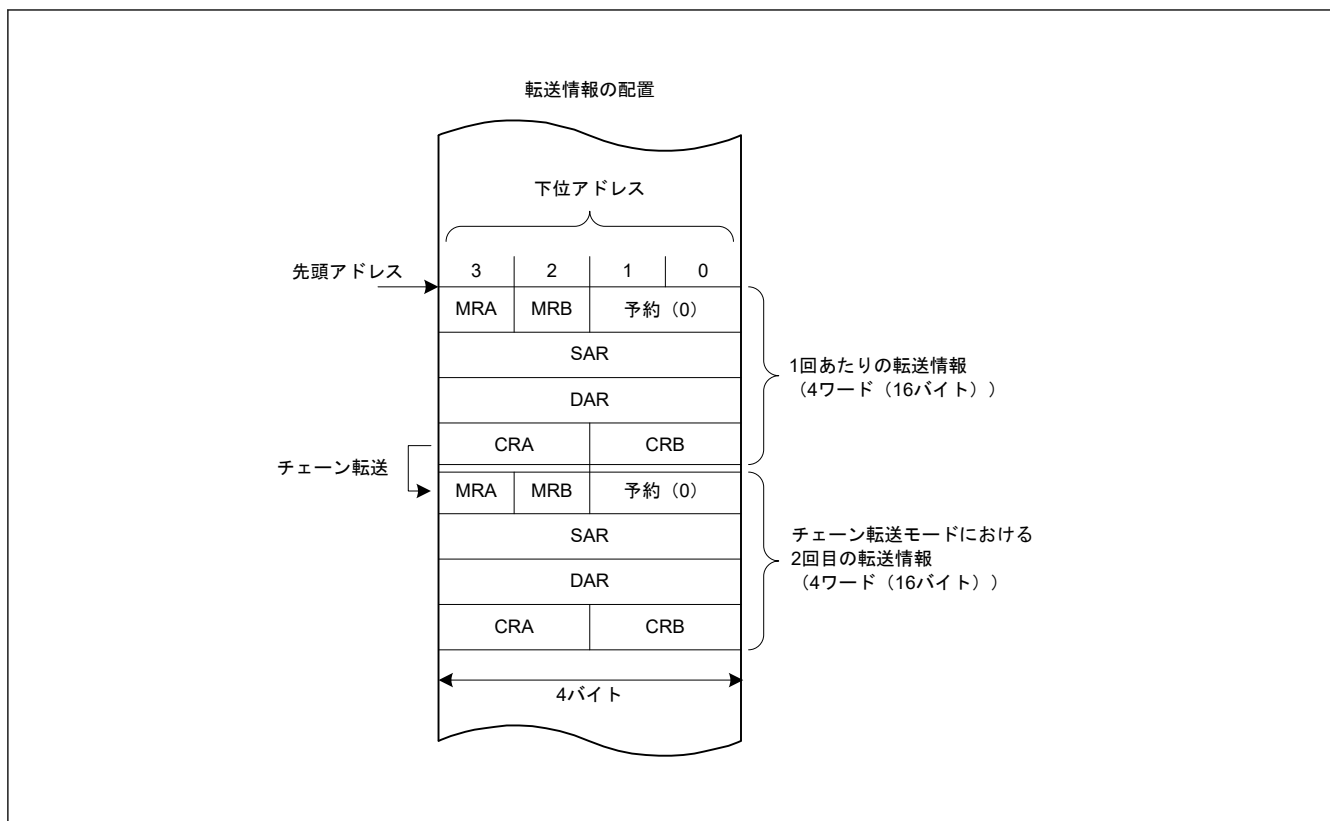 転送情報の配置
下位アドレス
先頭アドレス
3 2 1 0
MRA MRB 予約（0）
SAR
DAR
CRA CRB
1回あたりの転送情報
（4ワード（16バイト））
チェーン転送
MRA MRB 予約（0）
SAR
DAR
CRA CRB
チェーン転送モードにおける
2回目の転送情報
（4ワード（16バイト））
4バイト